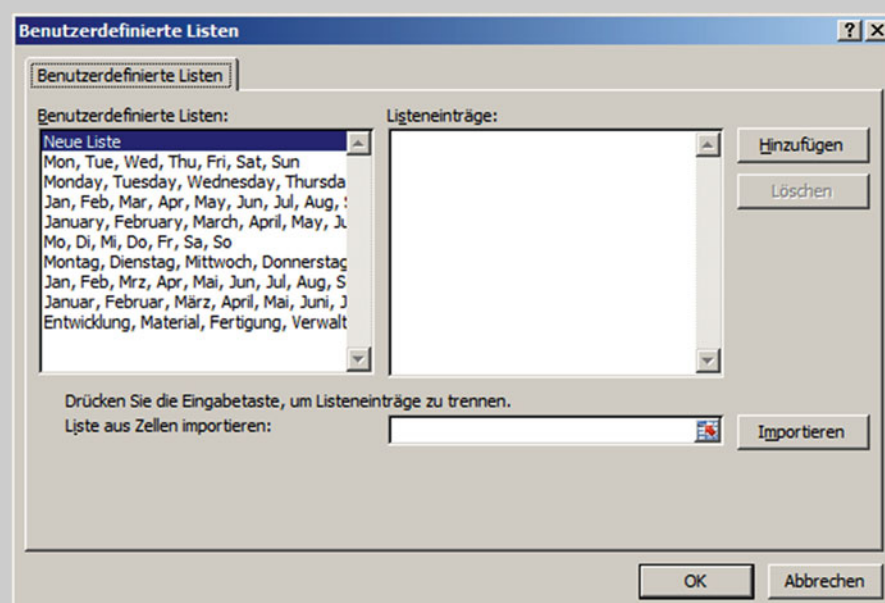 Benutzerdefinierte Listen
Benutzerdefinierte Listen
Benutzerdefinierte Listen:
Neue Liste
Mon, Tue, Wed, Thu, Fri, Sat, Sun
Monday, Tuesday, Wednesday, Thursda
Jan, Feb, Mar, Apr, May, Jun, Jul, Aug,
January, February, March, April, May, Ju
Mo, Di, Mi, Do, Fr, Sa, So
Montag, Dienstag, Mittwoch, Donnerstag
Jan, Feb, Mrz, Apr, Mai, Jun, Jul, Aug, S
Januar, Februar, März, April, Mai, Juni, J
Entwicklung, Material, Fertigung, Verwalt
Listeneinträge:
Hinzufügen
Löschen
Drücken Sie die Eingabetaste, um Listeneinträge zu trennen.
Liste aus Zellen importieren:
Importieren
OK
Abbrechen